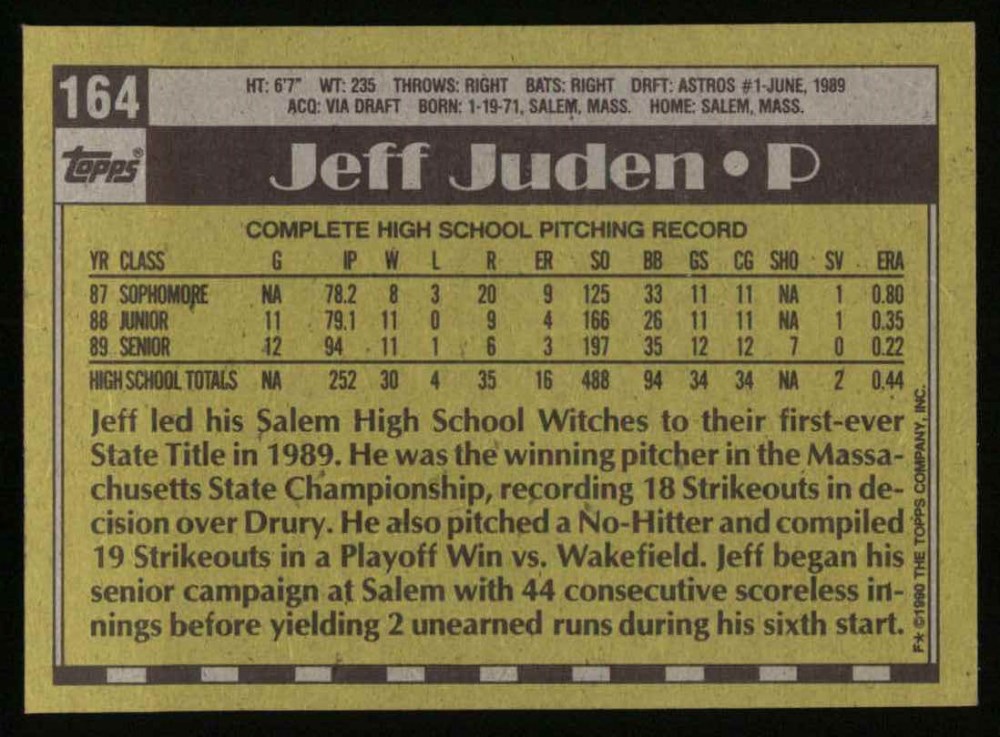 164
HT: 6'7" WT: 235 THROWS: RIGHT BATS: RIGHT DRFT: ASTROS #1-JUNE, 1989
ACQ: VIA DRAFT BORN: 1-19-71, SALEM, MASS. HOME: SALEM, MASS.
Topps®
Jeff Juden • P
COMPLETE HIGH SCHOOL PITCHING RECORD
YR CLASS G IP W L R ER SO BB GS CG SHO SV ERA
87 SOPHOMORE NA 78.2 8 3 20 9 125 33 11 11 NA 1 0.80
88 JUNIOR 11 79.1 11 0 9 4 166 26 11 11 NA 1 0.35
89 SENIOR 12 94 11 1 6 3 197 35 12 12 7 0 0.22
HIGH SCHOOL TOTALS NA 252 30 4 35 16 488 94 34 34 NA 2 0.44
Jeff led his Salem High School Witches to their first-ever
State Title in 1989. He was the winning pitcher in the Massa-
chusetts State Championship, recording 18 Strikeouts in de-
cision over Drury. He also pitched a No-Hitter and compiled
19 Strikeouts in a Playoff Win vs. Wakefield. Jeff began his
senior campaign at Salem with 44 consecutive scoreless in-
nings before yielding 2 unearned runs during his sixth start.
F★ ©1990 THE TOPPS COMPANY, INC.